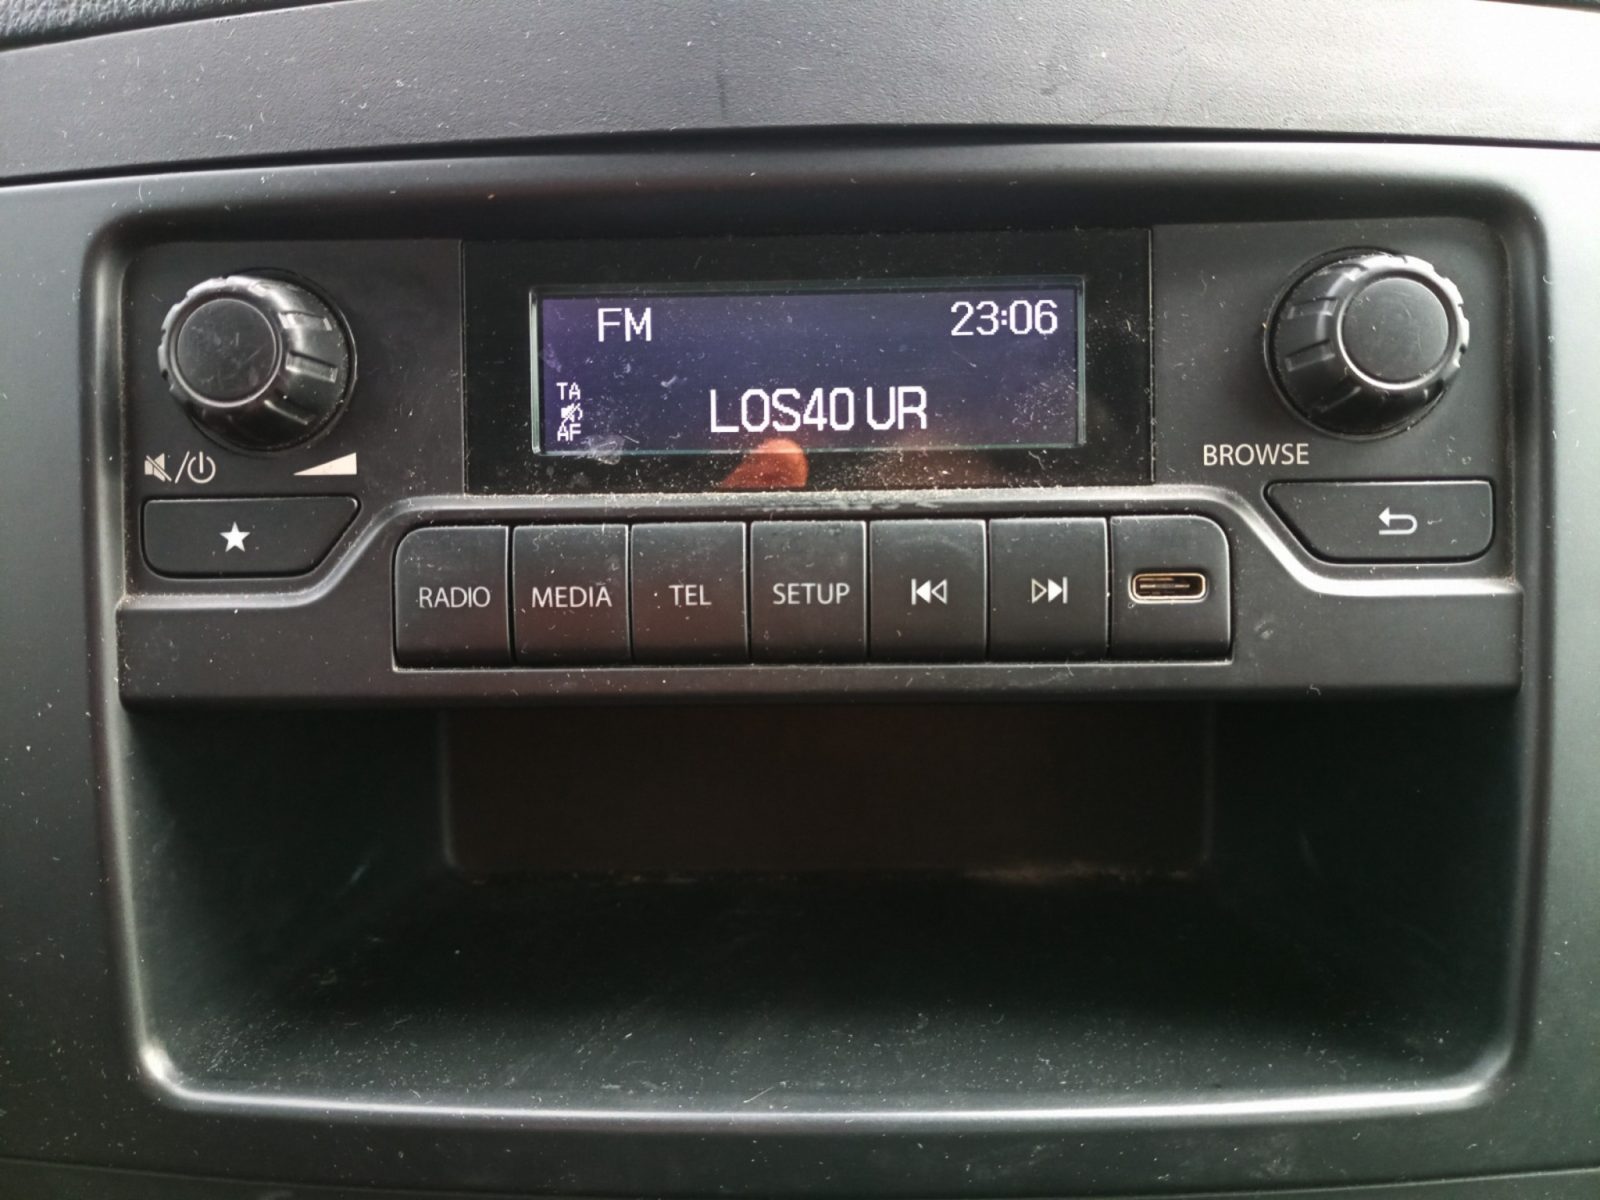 FM 23:06
TA
AF
LOS40 UR
BROWSE
RADIO MEDIA TEL SETUP